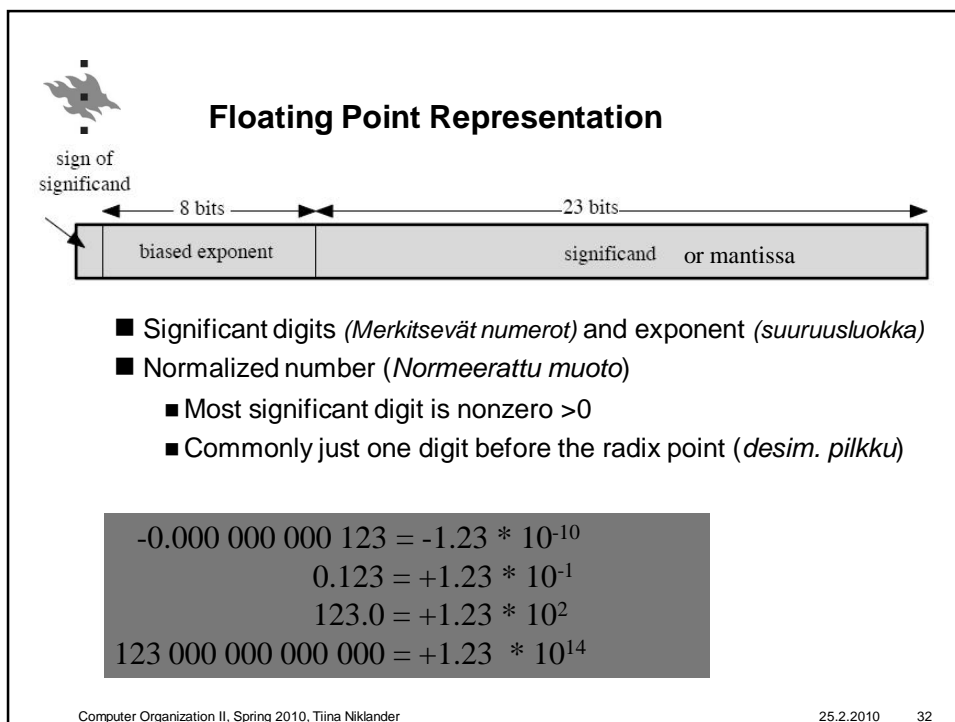 Floating Point Representation
sign of
significand
8 bits
23 bits
biased exponent
significand or mantissa
■ Significant digits (Merkitsevät numerot) and exponent (suuruusluokka)
■ Normalized number (Normeerattu muoto)
■ Most significant digit is nonzero >0
■ Commonly just one digit before the radix point (desim. pilkku)
-0.000 000 000 123 = -1.23 * 10⁻¹⁰
0.123 = +1.23 * 10⁻¹
123.0 = +1.23 * 10²
123 000 000 000 000 = +1.23 * 10¹⁴
Computer Organization II, Spring 2010, Tiina Niklander 25.2.2010 32